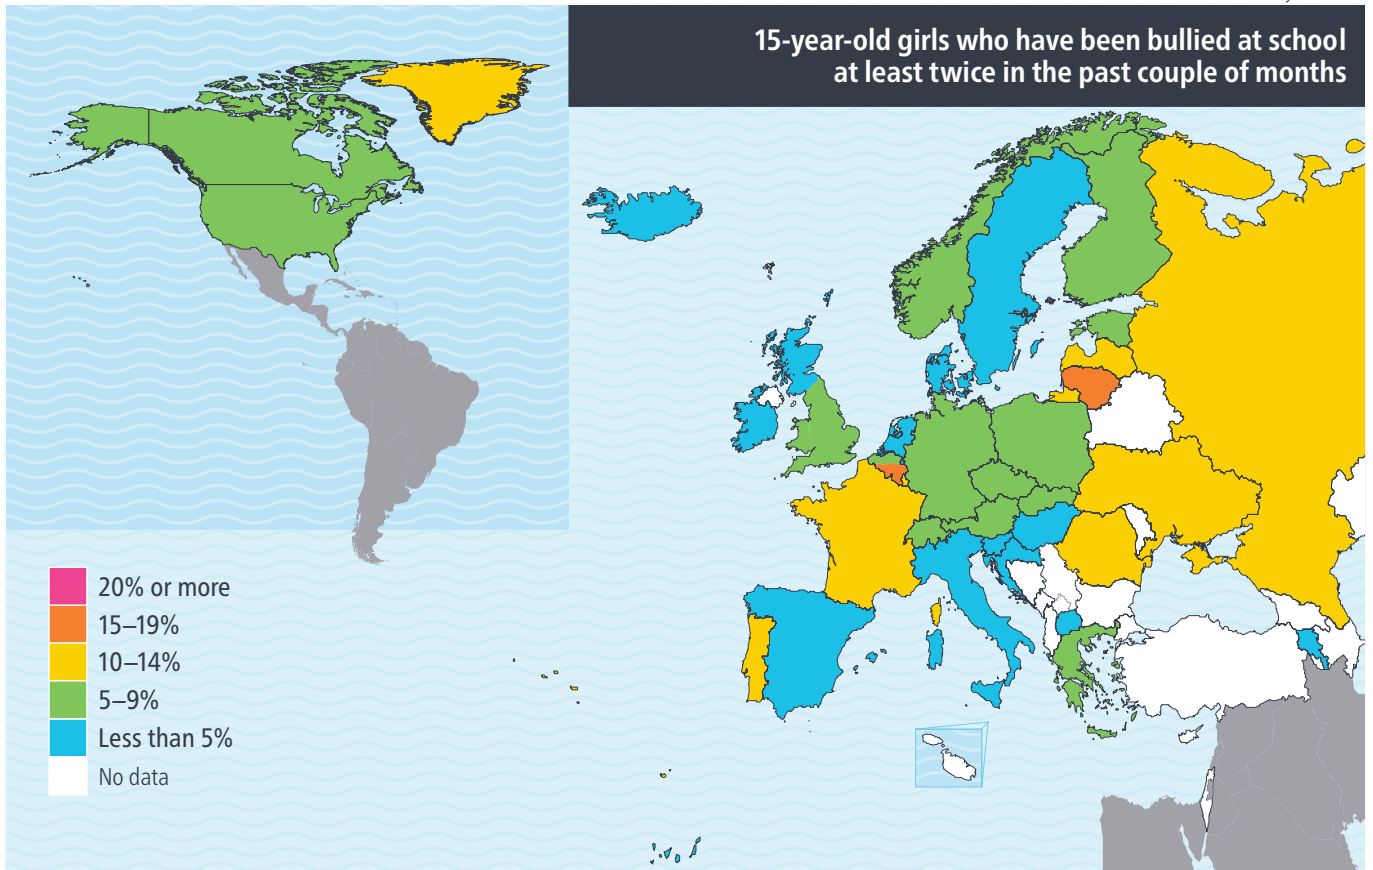 15-year-old girls who have been bullied at school
at least twice in the past couple of months
20% or more
15–19%
10–14%
5–9%
Less than 5%
No data